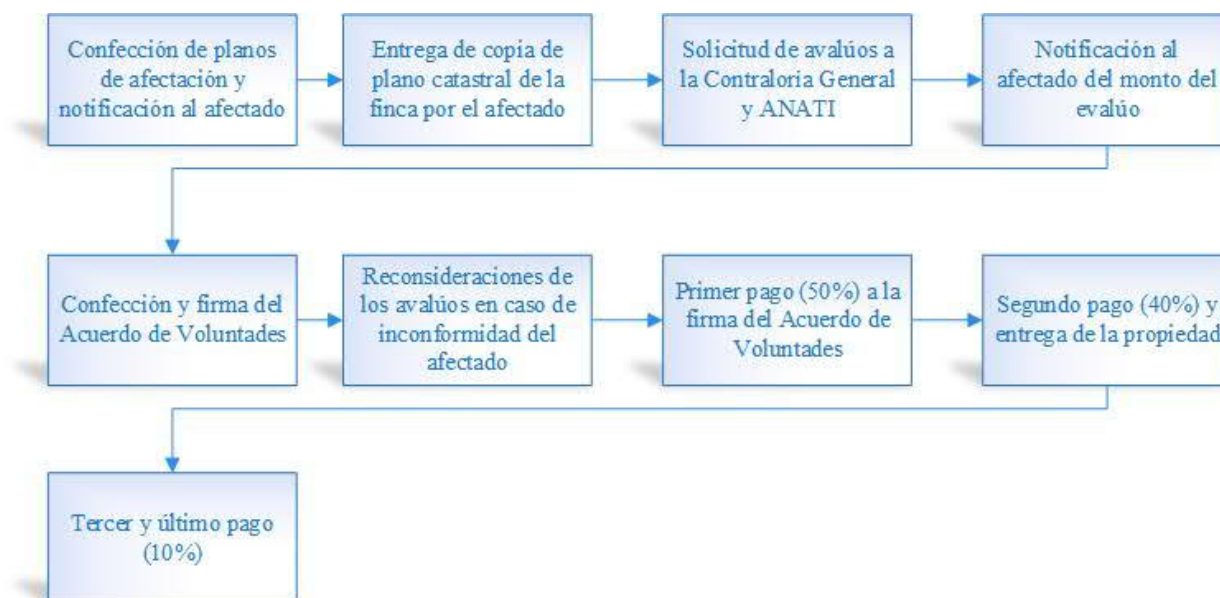 Confección de planos
de afectación y
notificación al afectado
Entrega de copia de
plano catastral de la
finca por el afectado
Solicitud de avalúos a
la Contraloría General
y ANATI
Notificación al
afectado del monto del
evalúo
Confección y firma del
Acuerdo de Voluntades
Reconsideraciones de
los avalúos en caso de
inconformidad del
afectado
Primer pago (50%) a la
firma del Acuerdo de
Voluntades
Segundo pago (40%) y
entrega de la propiedad
Tercer y último pago
(10%)